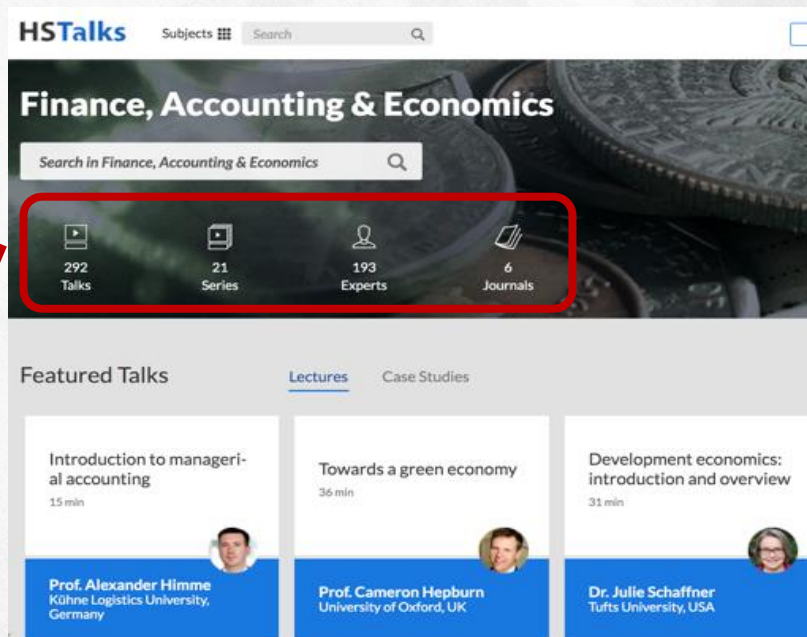 HSTalks
Subjects
Search
Finance, Accounting & Economics
Search in Finance, Accounting & Economics
292
Talks
21
Series
193
Experts
6
Journals
Featured Talks
Lectures
Case Studies
Introduction to manageri-
al accounting
15 min
Prof. Alexander Himme
Kühne Logistics University,
Germany
Towards a green economy
36 min
Prof. Cameron Hepburn
University of Oxford, UK
Development economics:
introduction and overview
31 min
Dr. Julie Schaffner
Tufts University, USA